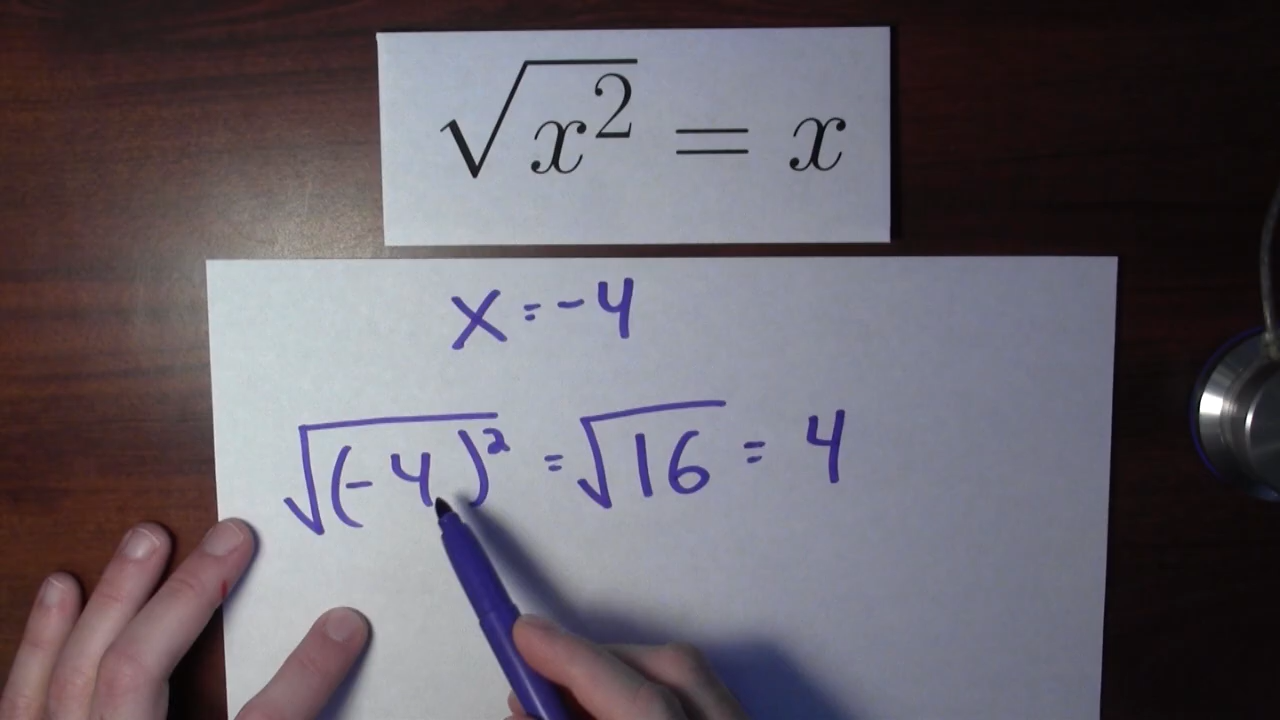 √x² = x
x = -4
√(-4)² = √16 = 4